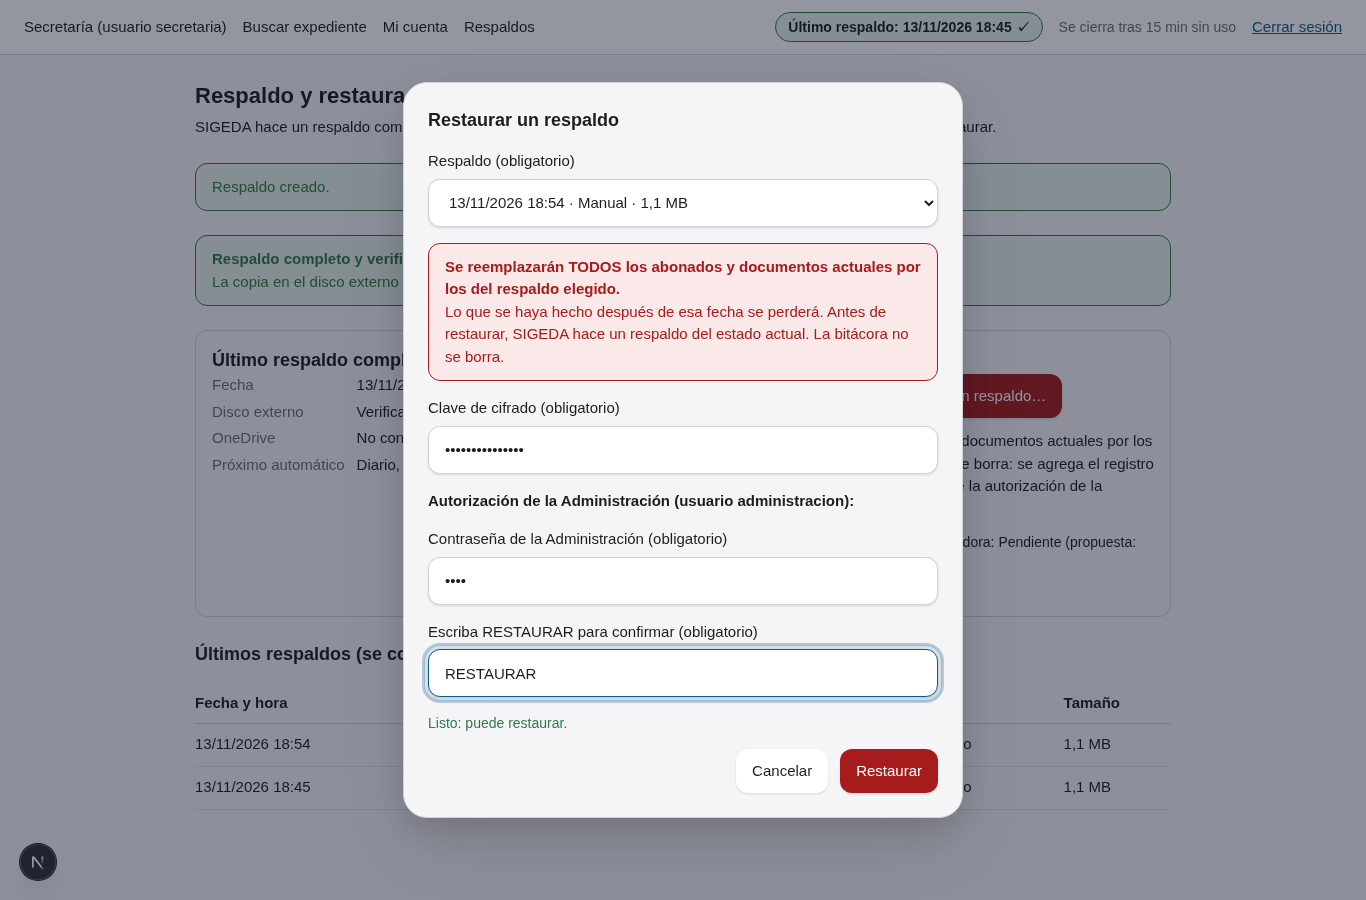 Secretaría (usuario secretaria) Buscar expediente Mi cuenta Respaldos Último respaldo: 13/11/2026 18:45 ✓ Se cierra tras 15 min sin uso Cerrar sesión
Respaldo y restaura
SIGEDA hace un respaldo com
aurar.
Respaldo creado.
Respaldo completo y verifi
La copia en el disco externo
Último respaldo compl
Fecha 13/11/2
Disco externo Verifica
OneDrive No con
Próximo automático Diario,
n respaldo…
documentos actuales por los
e borra: se agrega el registro
la autorización de la
dora: Pendiente (propuesta:
Últimos respaldos (se co
Fecha y hora Tamaño
13/11/2026 18:54 o 1,1 MB
13/11/2026 18:45 o 1,1 MB
Restaurar un respaldo
Respaldo (obligatorio)
13/11/2026 18:54 · Manual · 1,1 MB
Se reemplazarán TODOS los abonados y documentos actuales por
los del respaldo elegido.
Lo que se haya hecho después de esa fecha se perderá. Antes de
restaurar, SIGEDA hace un respaldo del estado actual. La bitácora no
se borra.
Clave de cifrado (obligatorio)
•••••••••••••••
Autorización de la Administración (usuario administracion):
Contraseña de la Administración (obligatorio)
••••
Escriba RESTAURAR para confirmar (obligatorio)
RESTAURAR
Listo: puede restaurar.
Cancelar Restaurar
N